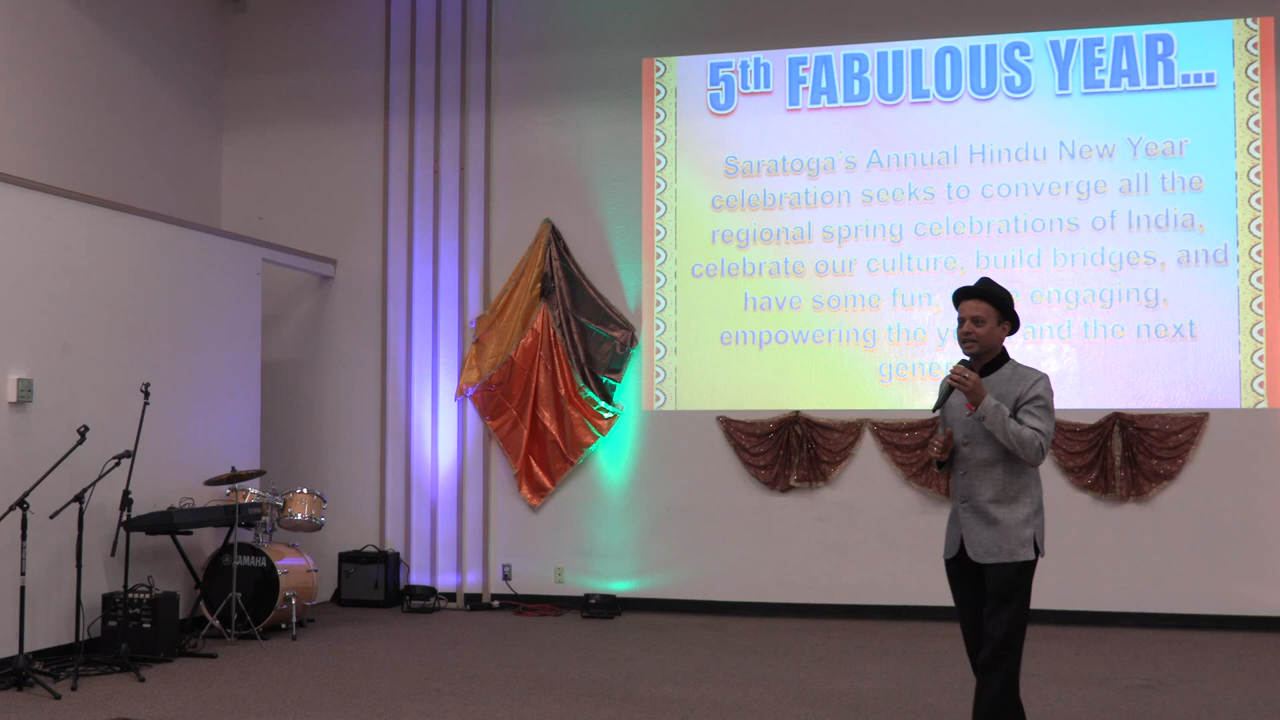 5th FABULOUS YEAR...
Saratoga's Annual Hindu New Year
celebration seeks to converge all the
regional spring celebrations of India,
celebrate our culture, build bridges, and
have some fun, engaging,
empowering the and the next
YAMAHA